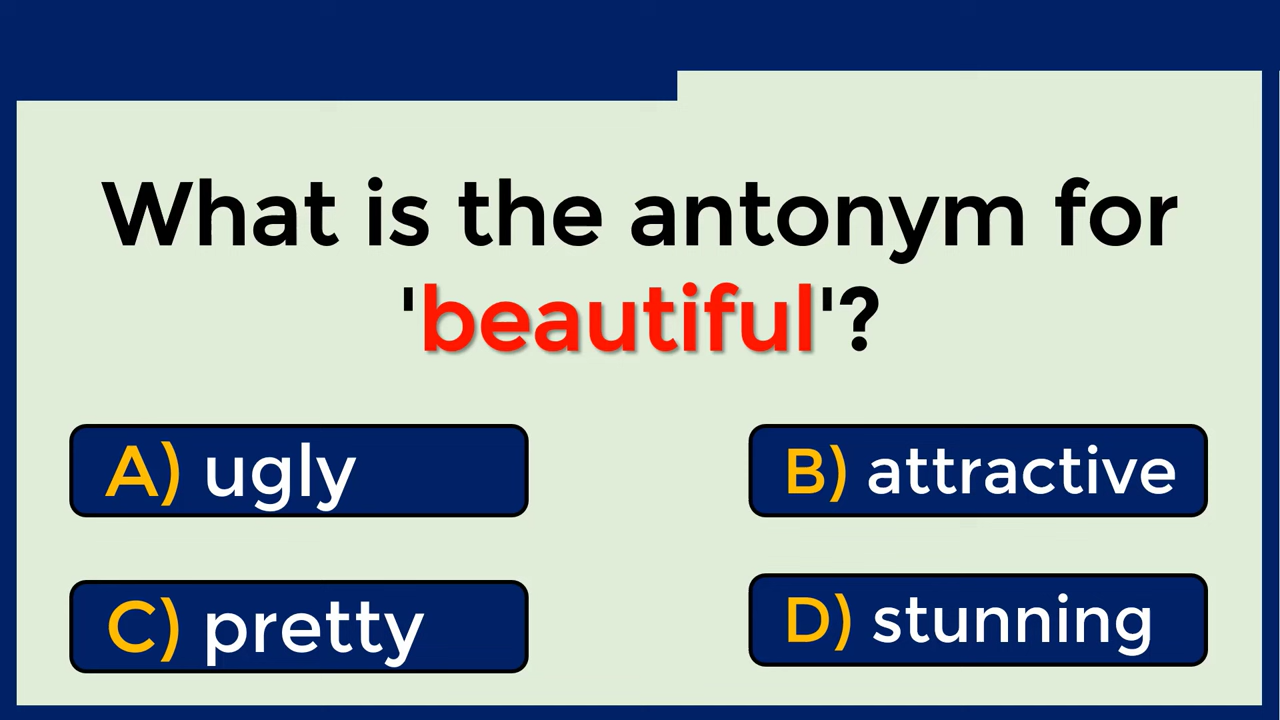 What is the antonym for
'beautiful'?
A) ugly
B) attractive
C) pretty
D) stunning